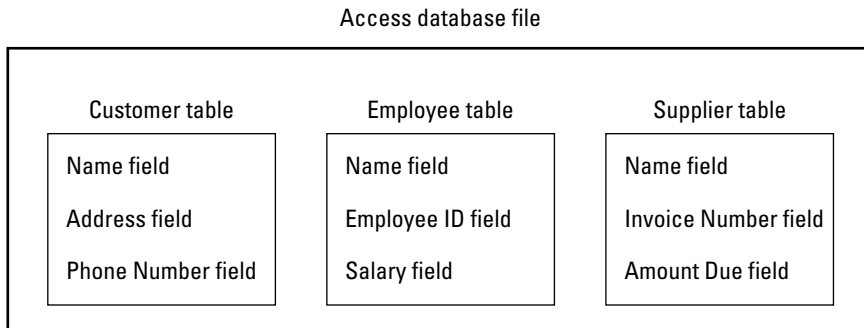 Access database file
Customer table
Name field
Address field
Phone Number field
Employee table
Name field
Employee ID field
Salary field
Supplier table
Name field
Invoice Number field
Amount Due field